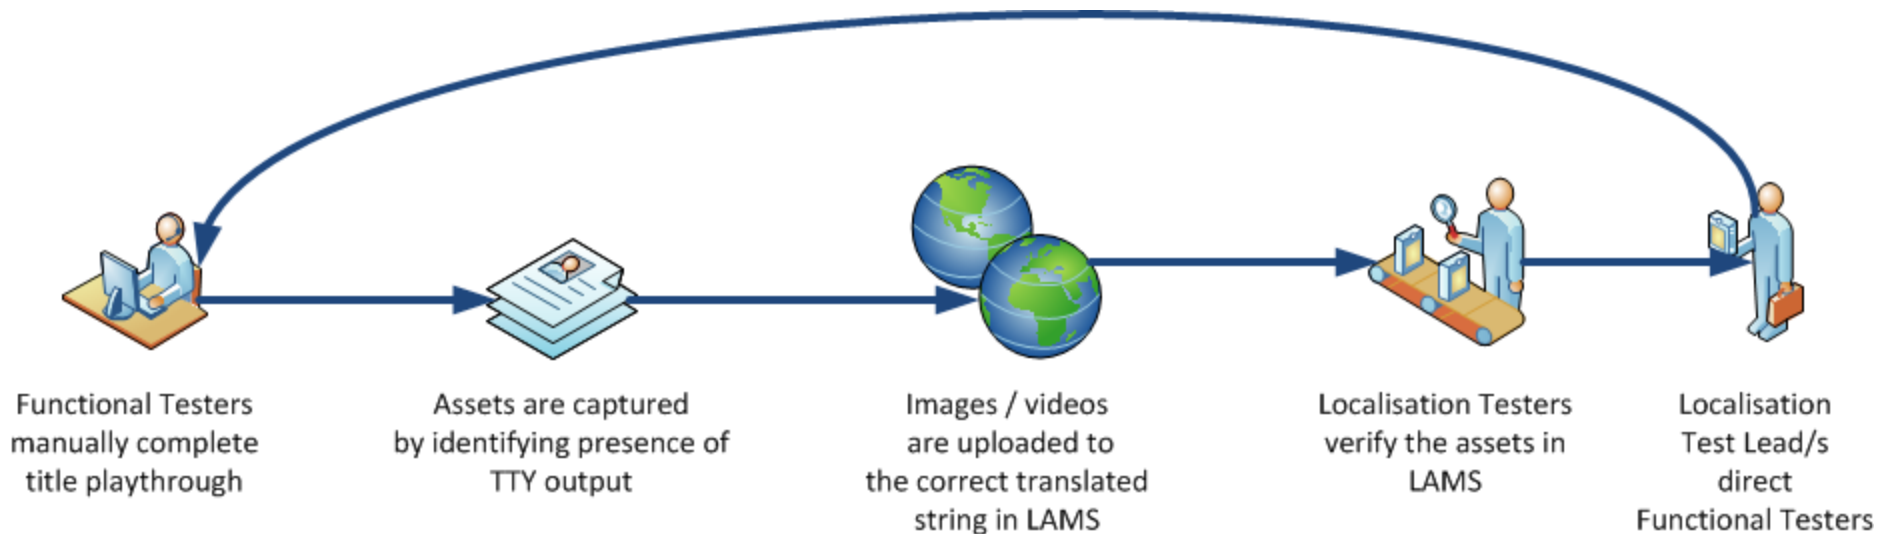 Functional Testers
manually complete
title playthrough
Assets are captured
by identifying presence of
TTY output
Images / videos
are uploaded to
the correct translated
string in LAMS
Localisation Testers
verify the assets in
LAMS
Localisation
Test Lead/s
direct
Functional Testers